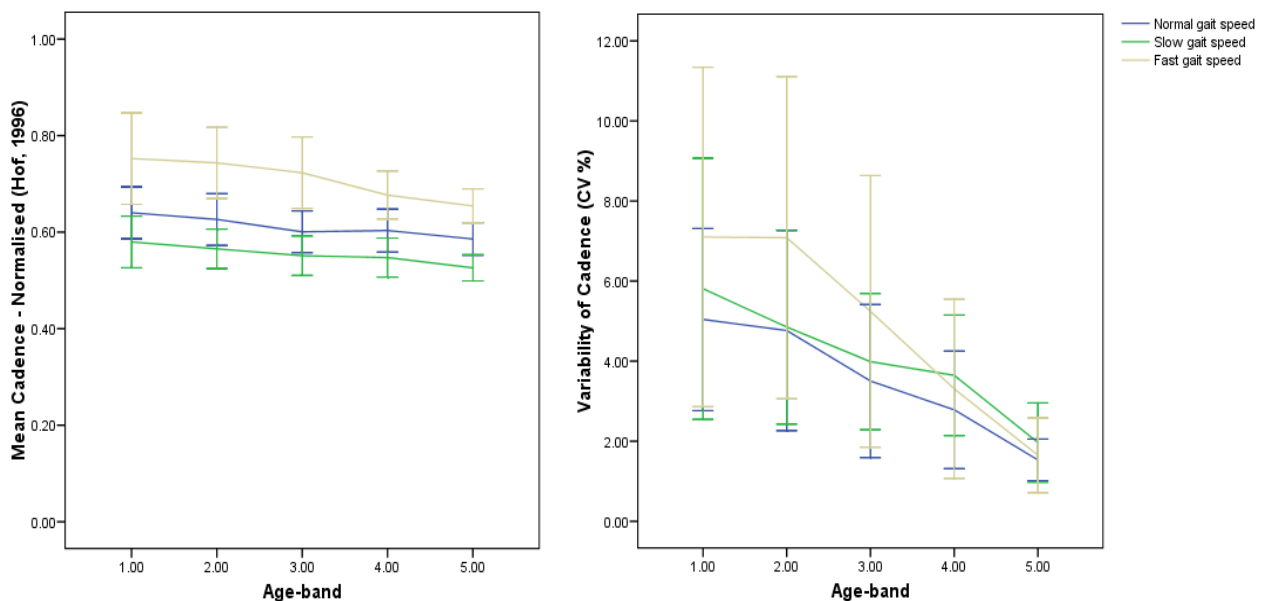 Mean Cadence - Normalised (Hof, 1996)
1.00
0.80
0.60
0.40
0.20
0.00
1.00 2.00 3.00 4.00 5.00
Age-band
Variability of Cadence (CV %)
12.00
10.00
8.00
6.00
4.00
2.00
0.00
1.00 2.00 3.00 4.00 5.00
Age-band
Normal gait speed
Slow gait speed
Fast gait speed